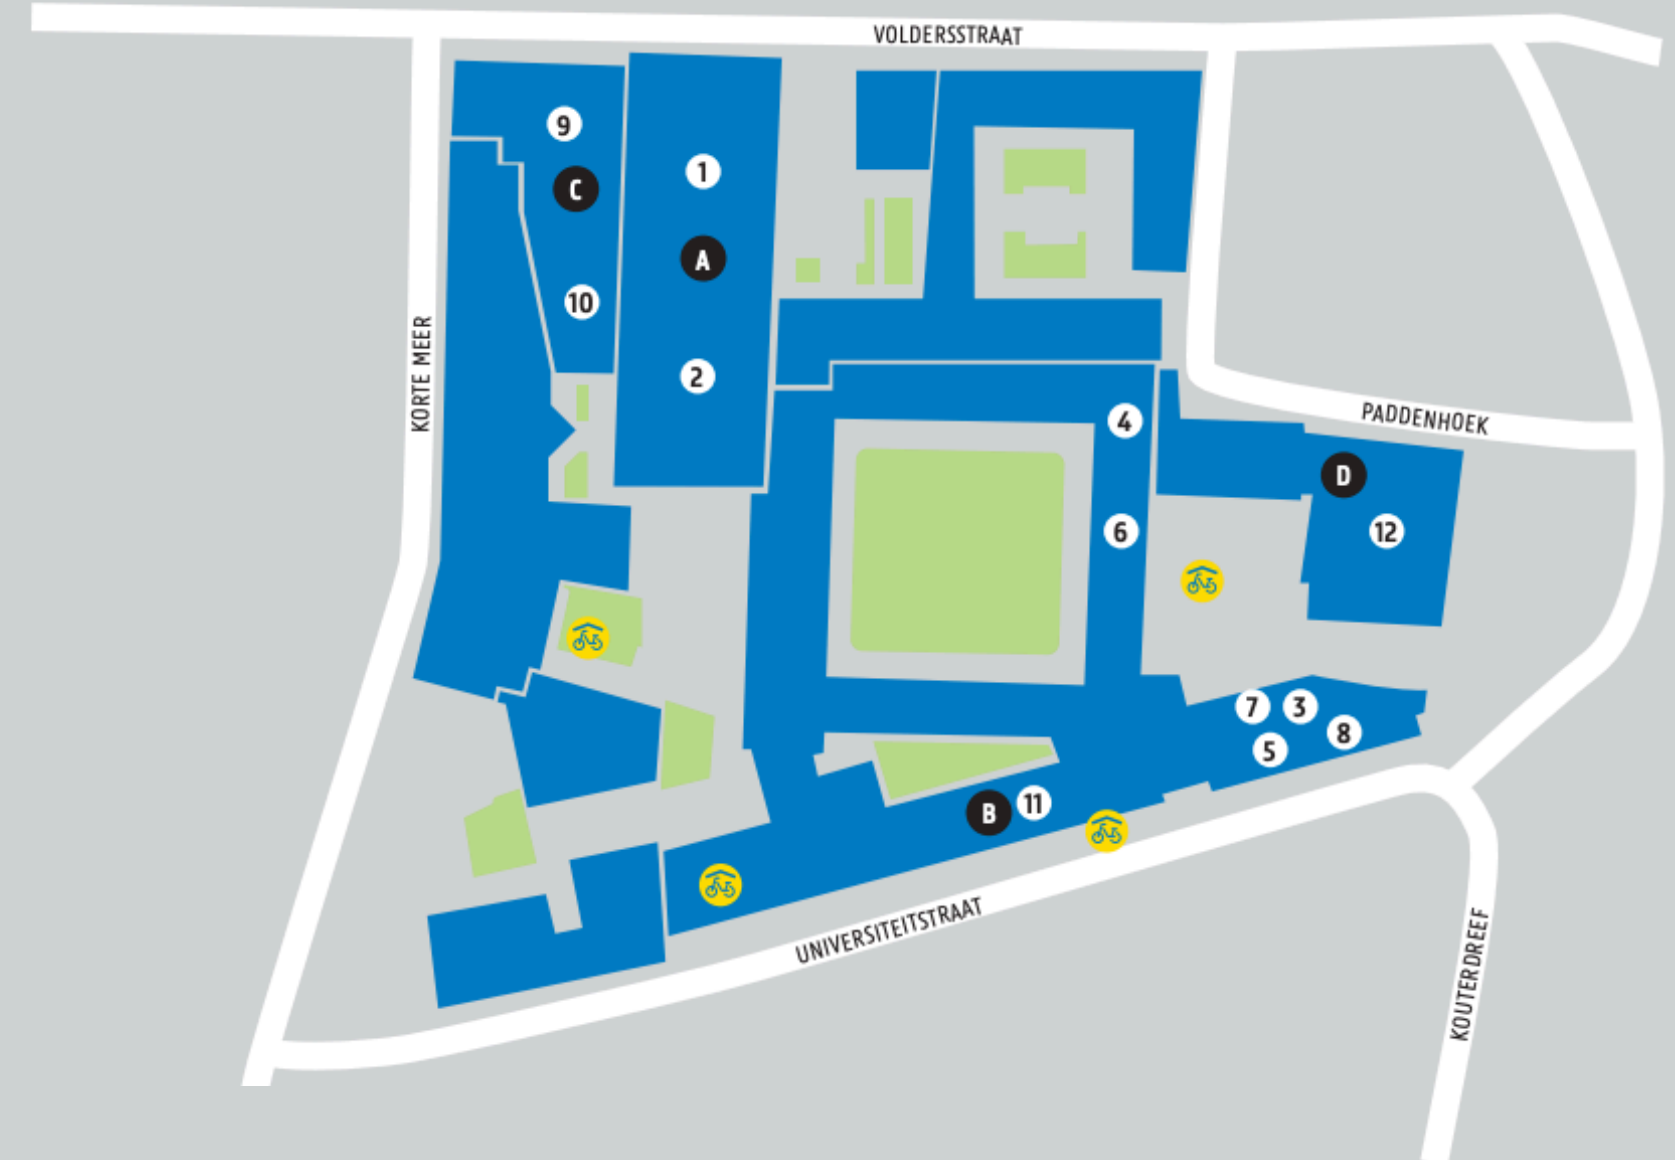 VOLDERSSTRAAT
9
1
C
A
10
2
KORTE MEER
4
PADDENHOEK
D
6
12
7
3
8
5
B
11
UNIVERSITEITSTRAAT
KOUTERDREEF